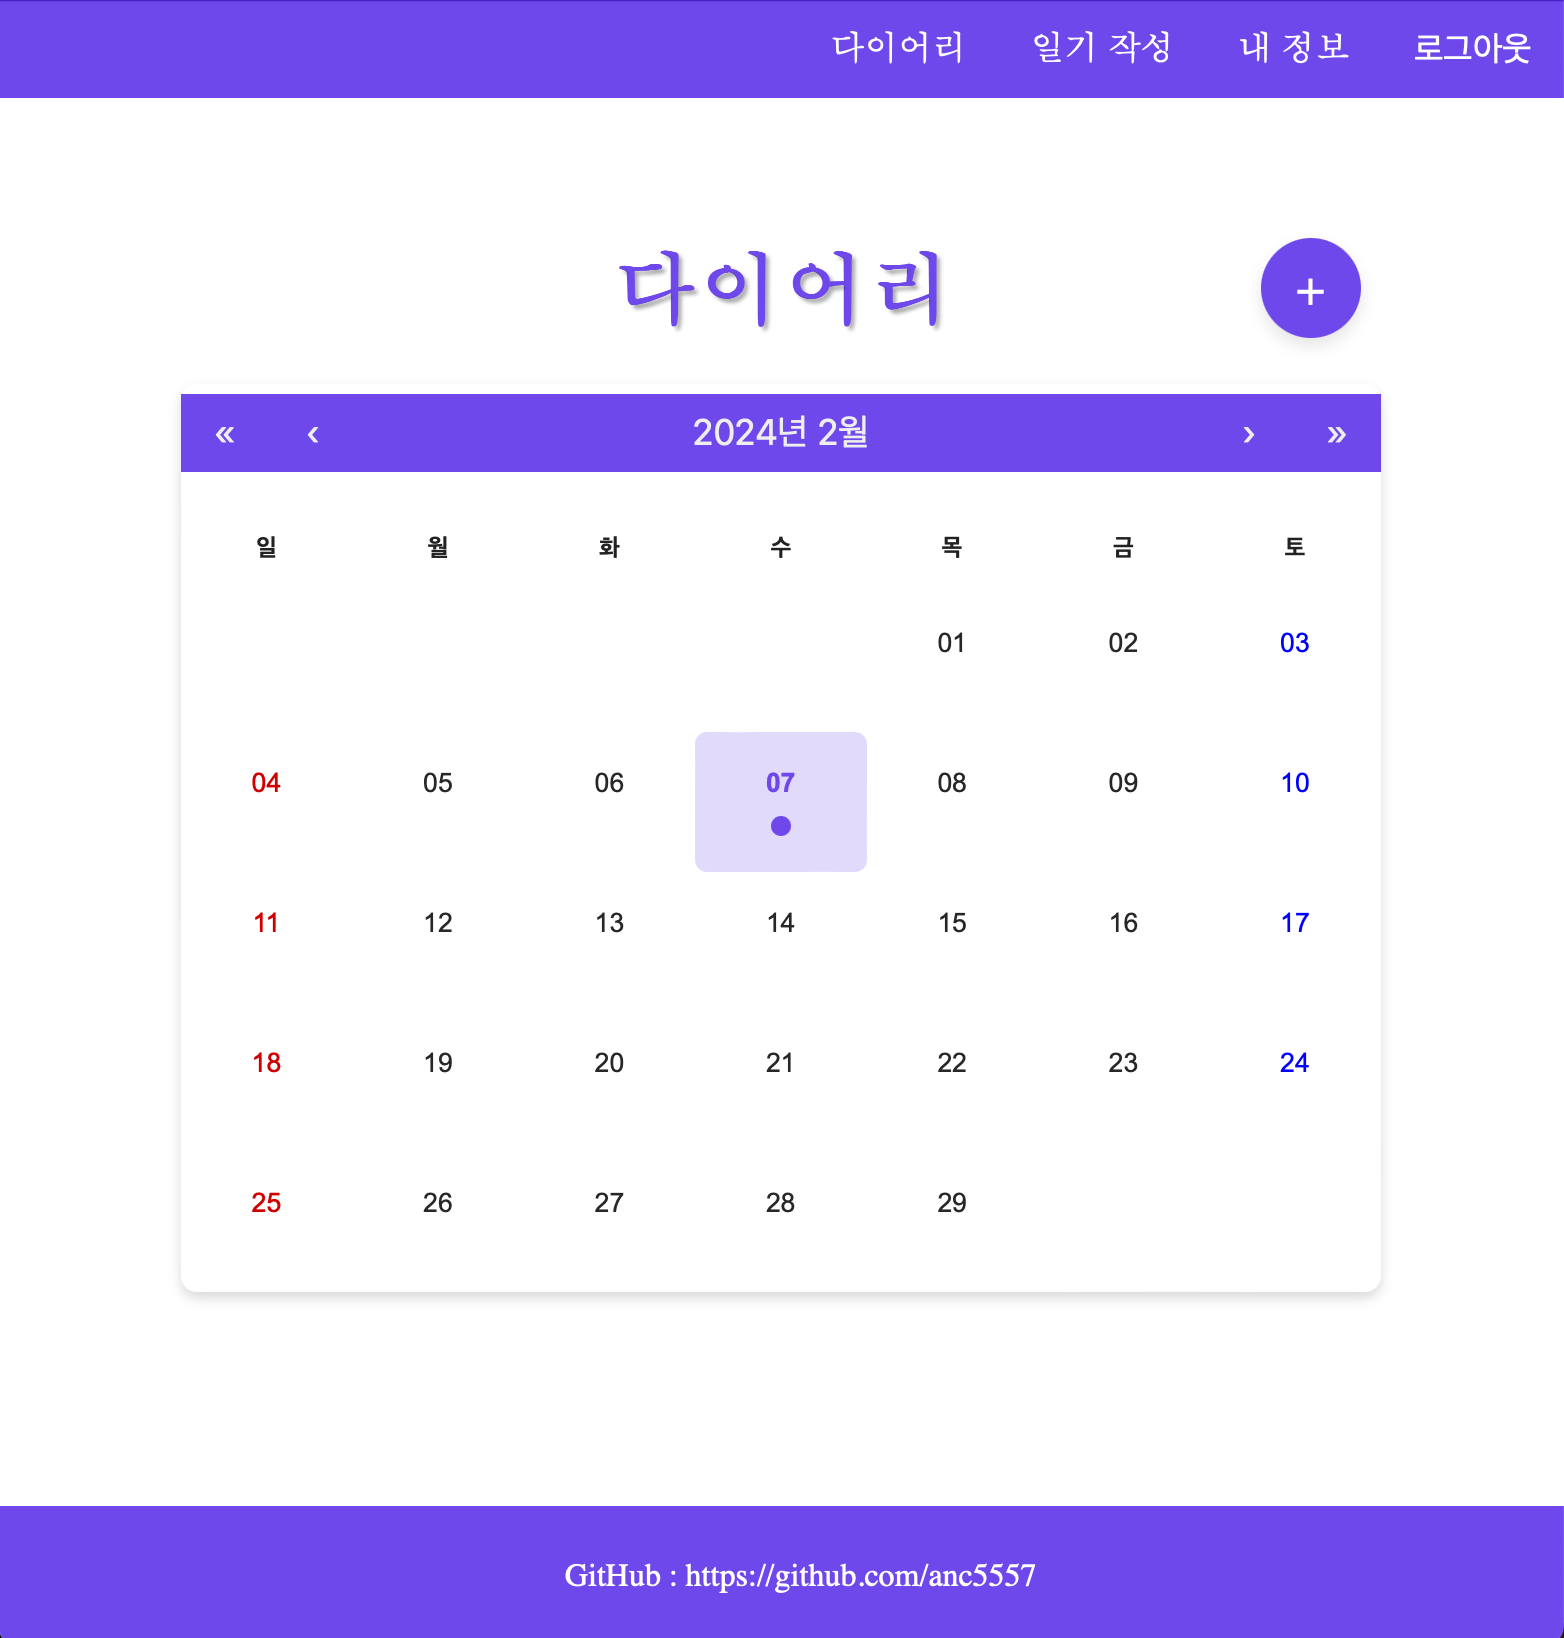 다이어리 일기 작성 내 정보 로그아웃
다이어리
+
« ‹ 2024년 2월 › »
일 월 화 수 목 금 토
01 02 03
04 05 06 07 08 09 10
11 12 13 14 15 16 17
18 19 20 21 22 23 24
25 26 27 28 29
GitHub : https://github.com/anc5557